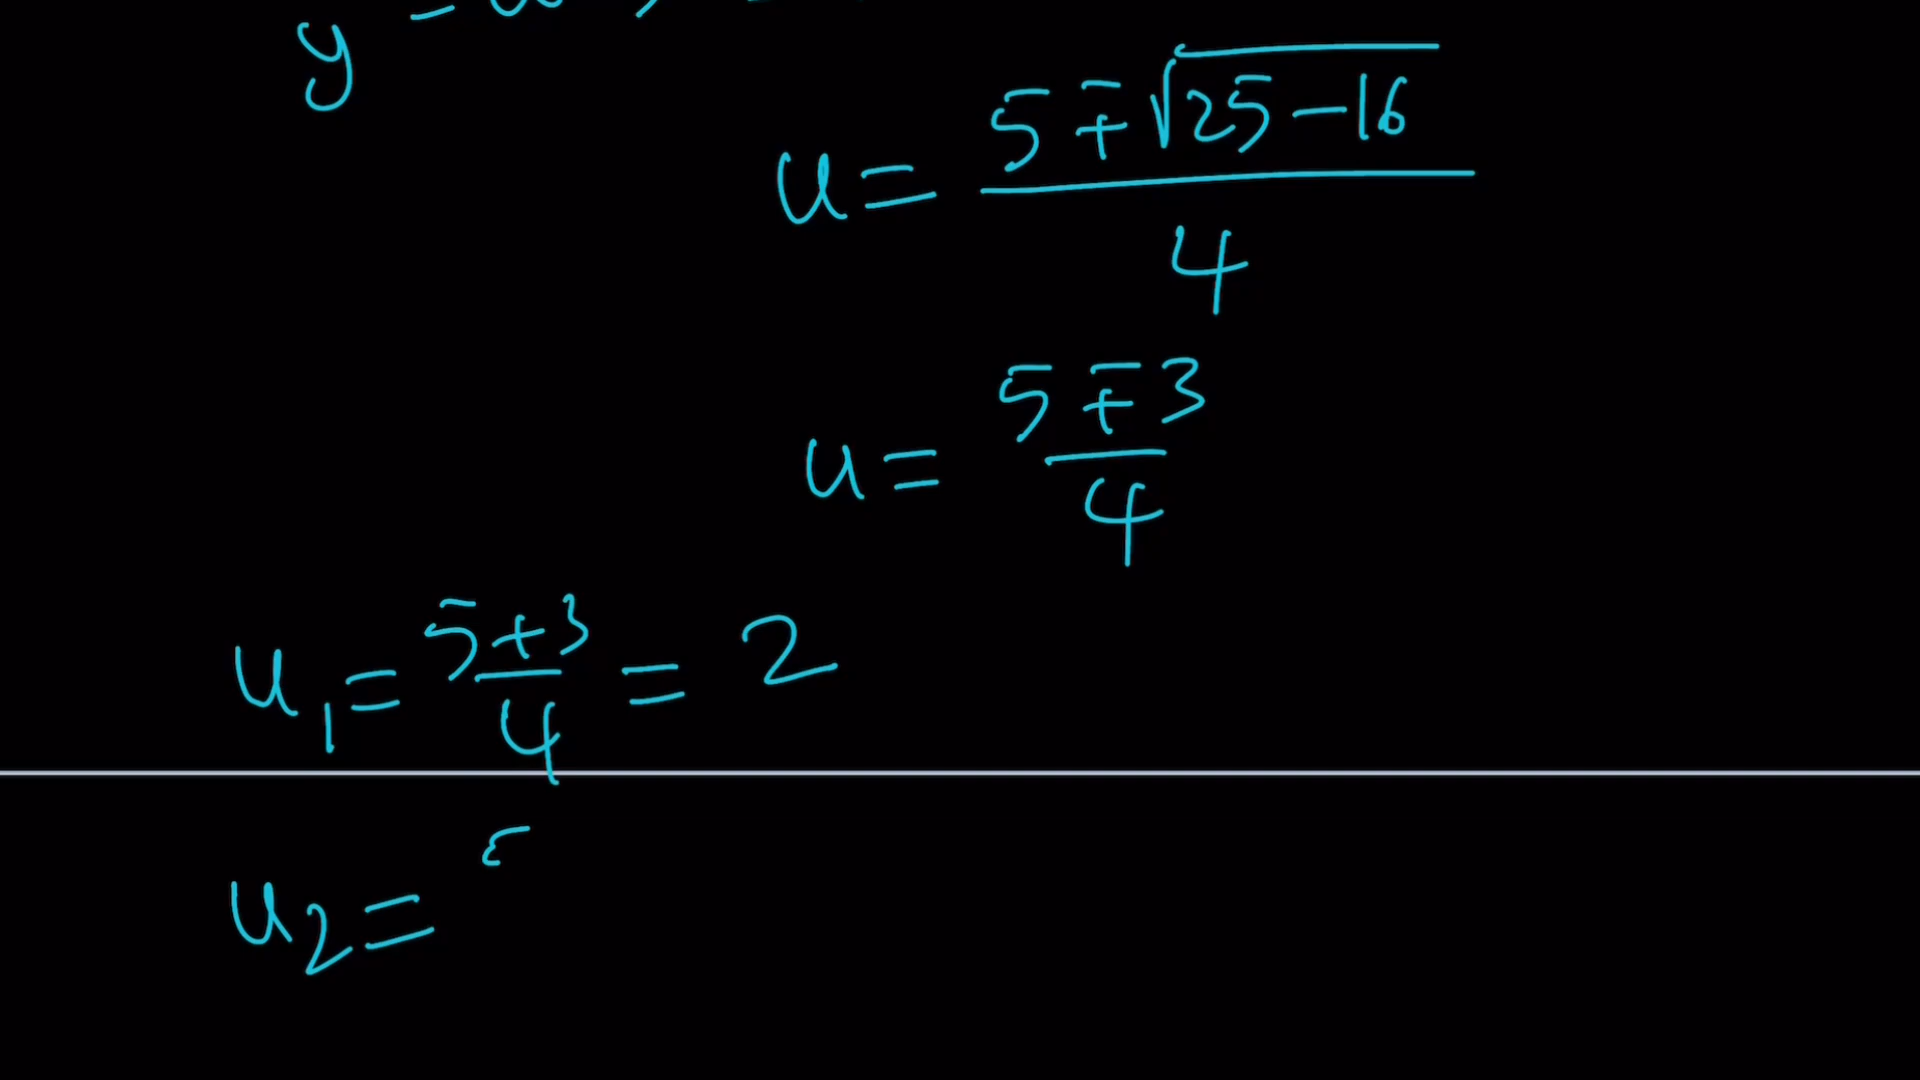 y
u = (5 ∓ √(25 − 16)) / 4
u = (5 ∓ 3) / 4
u₁ = (5 + 3) / 4 = 2
u₂ =